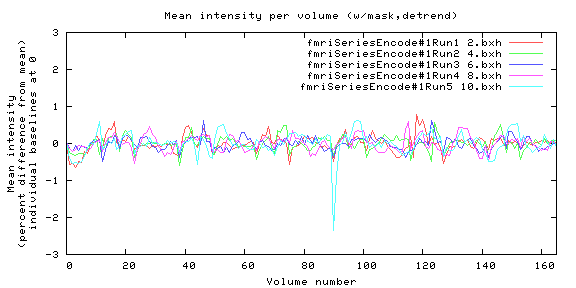 Mean intensity per volume (w/mask,detrend)
fmriSeriesEncode#1Run1 2.bxh
fmriSeriesEncode#1Run2 4.bxh
fmriSeriesEncode#1Run3 6.bxh
fmriSeriesEncode#1Run4 8.bxh
fmriSeriesEncode#1Run5 10.bxh
Mean intensity
(percent difference from mean)
individual baselines at 0
3
2
1
0
-1
-2
-3
0 20 40 60 80 100 120 140 160
Volume number